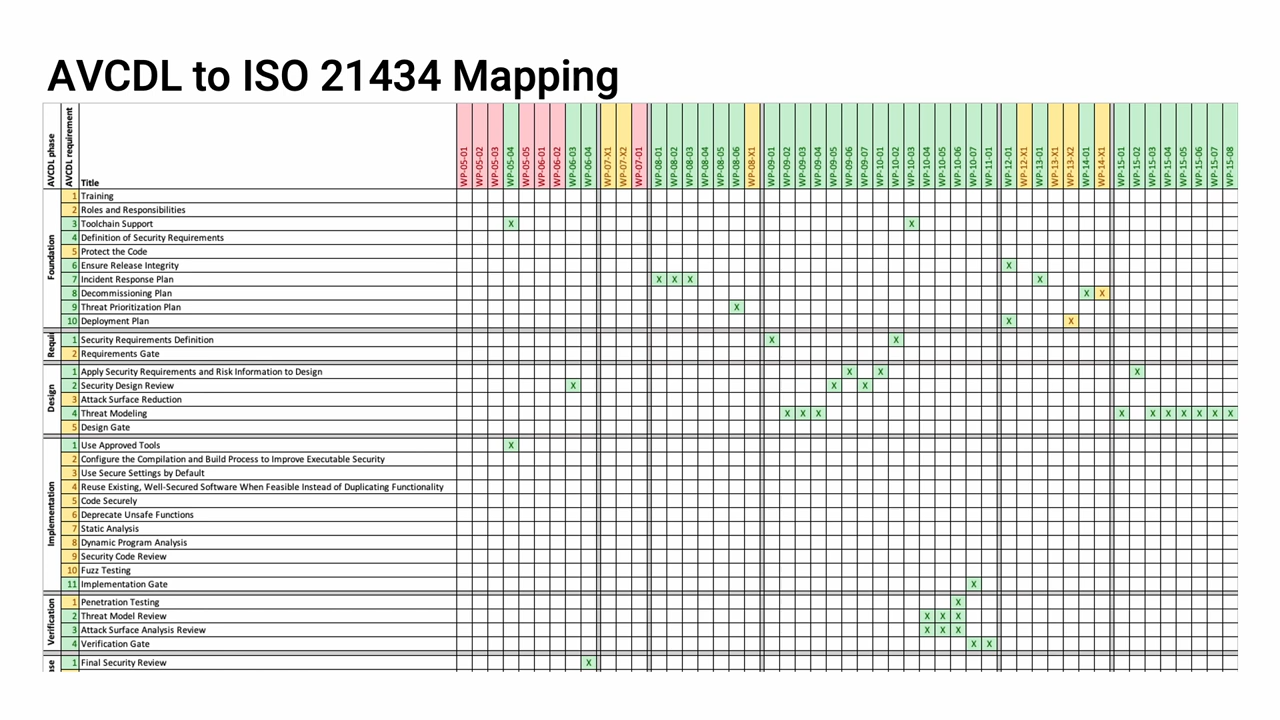 AVCDL to ISO 21434 Mapping
AVCDL phase AVCDL requirement Title WP-05-01 WP-05-02 WP-05-03 WP-05-04 WP-05-05 WP-06-01 WP-06-02 WP-06-03 WP-06-04 WP-07-X1 WP-07-X2 WP-07-01 WP-08-01 WP-08-02 WP-08-03 WP-08-04 WP-08-05 WP-08-06 WP-08-X1 WP-09-01 WP-09-02 WP-09-03 WP-09-04 WP-09-05 WP-09-06 WP-09-07 WP-10-01 WP-10-02 WP-10-03 WP-10-04 WP-10-05 WP-10-06 WP-10-07 WP-11-01 WP-12-01 WP-12-X1 WP-13-01 WP-13-X1 WP-13-X2 WP-14-01 WP-14-X1 WP-15-01 WP-15-02 WP-15-03 WP-15-04 WP-15-05 WP-15-06 WP-15-07 WP-15-08
Foundation
1 Training
2 Roles and Responsibilities
3 Toolchain Support X X
4 Definition of Security Requirements
5 Protect the Code
6 Ensure Release Integrity X
7 Incident Response Plan X X X X
8 Decommissioning Plan X X
9 Threat Prioritization Plan X
10 Deployment Plan X X
Requi
1 Security Requirements Definition X X
2 Requirements Gate
Design
1 Apply Security Requirements and Risk Information to Design X X X
2 Security Design Review X X X
3 Attack Surface Reduction
4 Threat Modeling X X X X X X X X X X
5 Design Gate
Implementation
1 Use Approved Tools X
2 Configure the Compilation and Build Process to Improve Executable Security
3 Use Secure Settings by Default
4 Reuse Existing, Well-Secured Software When Feasible Instead of Duplicating Functionality
5 Code Securely
6 Deprecate Unsafe Functions
7 Static Analysis
8 Dynamic Program Analysis
9 Security Code Review
10 Fuzz Testing
11 Implementation Gate X
Verification
1 Penetration Testing X
2 Threat Model Review X X X
3 Attack Surface Analysis Review X X X
4 Verification Gate X X
ase
1 Final Security Review X